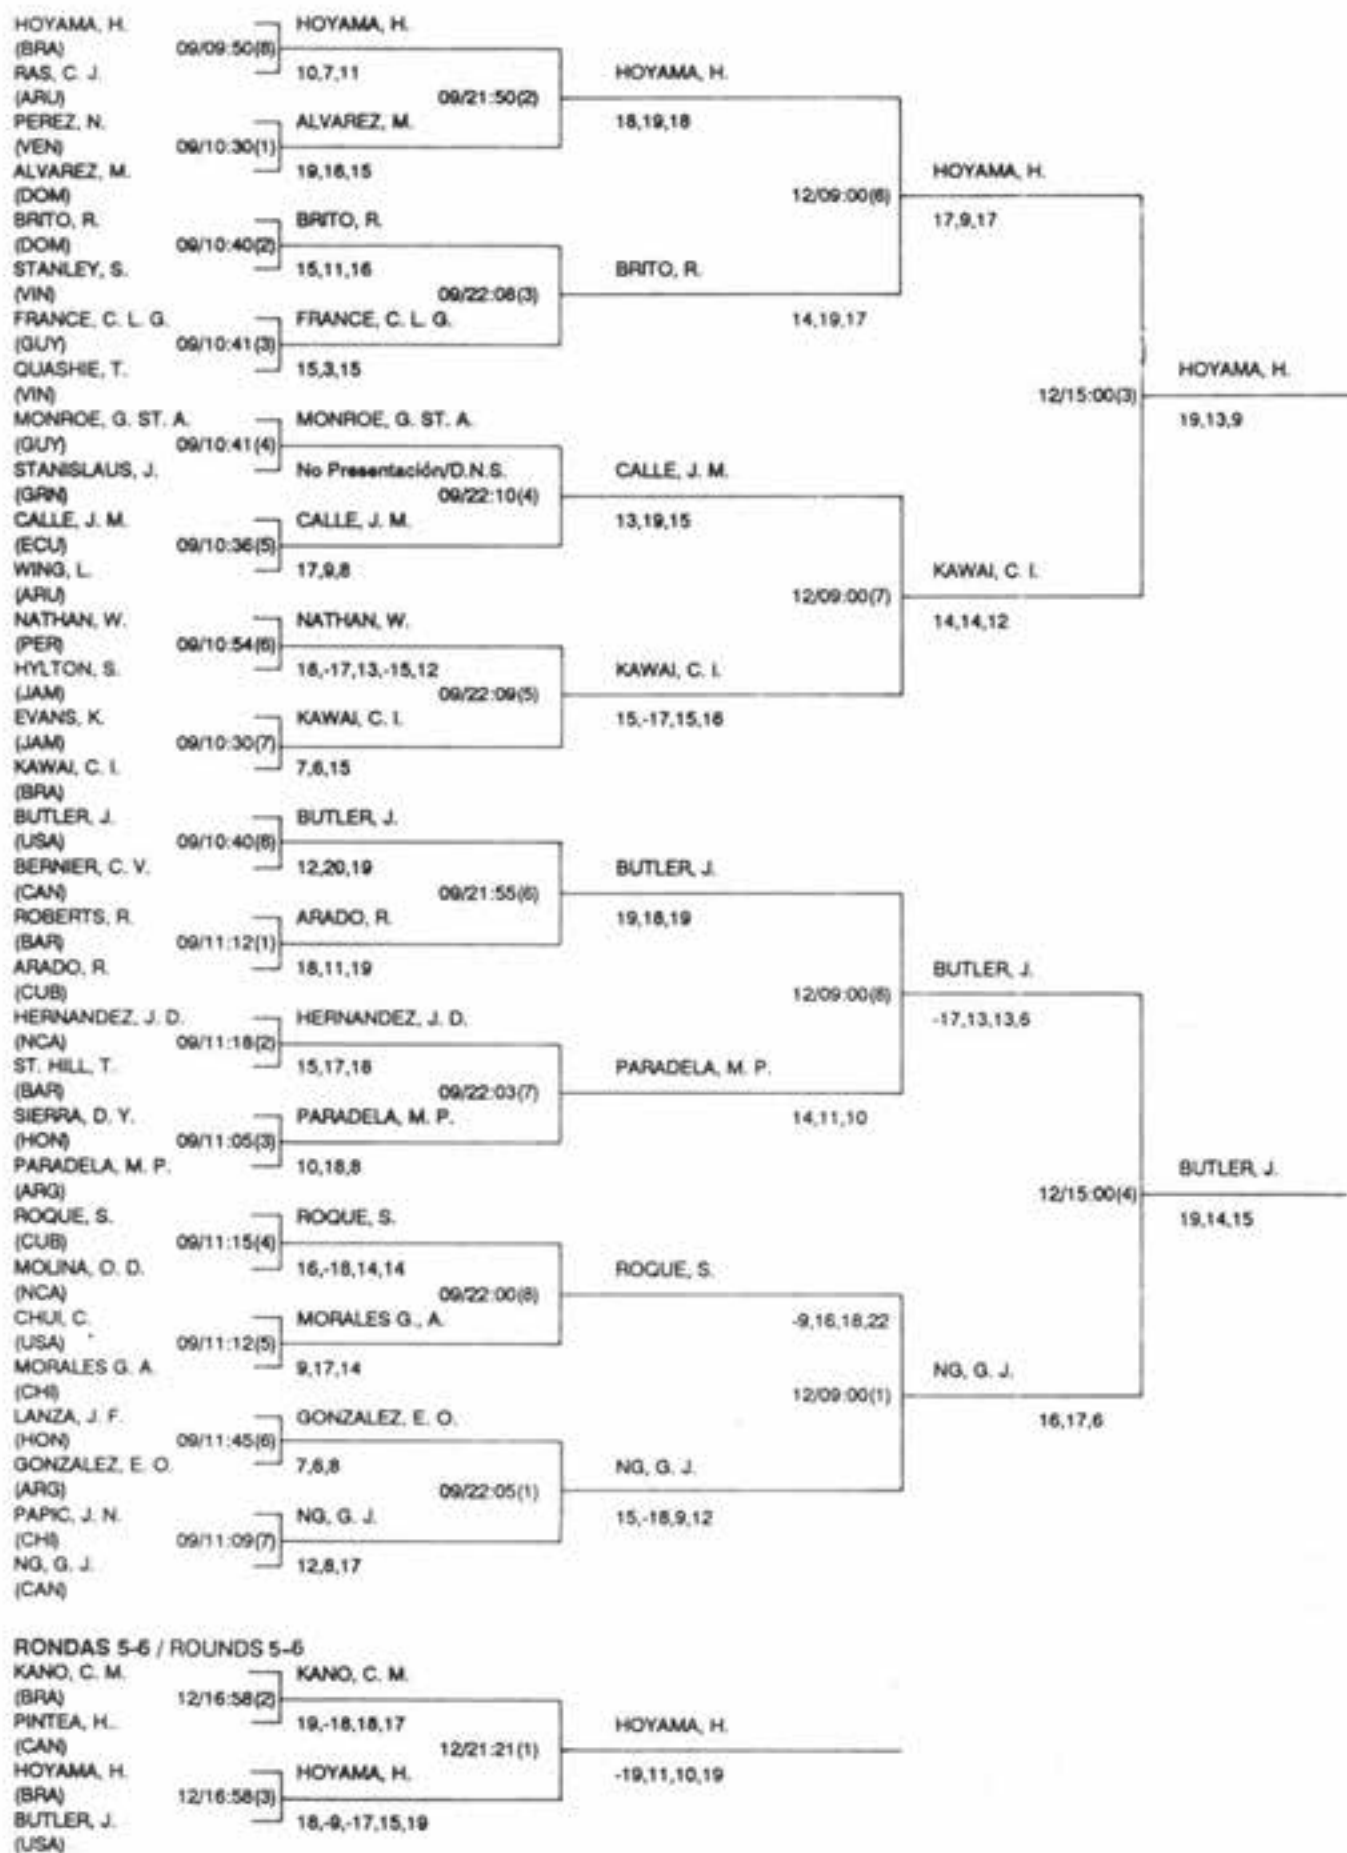 HOYAMA, H.
(BRA)
09/09:50(8)
RAS, C. J.
(ARU)
HOYAMA, H.
10,7,11
PEREZ, N.
(VEN)
09/10:30(1)
ALVAREZ, M.
(DOM)
ALVAREZ, M.
19,16,15
09/21:50(2)
HOYAMA, H.
18,19,18
BRITO, R.
(DOM)
09/10:40(2)
STANLEY, S.
(VIN)
BRITO, R.
15,11,16
FRANCE, C. L. G.
(GUY)
09/10:41(3)
QUASHIE, T.
(VIN)
FRANCE, C. L. G.
15,3,15
09/22:08(3)
BRITO, R.
14,19,17
12/09:00(6)
HOYAMA, H.
17,9,17
MONROE, G. ST. A.
(GUY)
09/10:41(4)
STANISLAUS, J.
(GRN)
MONROE, G. ST. A.
No Presentación/D.N.S.
CALLE, J. M.
(ECU)
09/10:36(5)
WING, L.
(ARU)
CALLE, J. M.
17,9,8
09/22:10(4)
CALLE, J. M.
13,19,15
NATHAN, W.
(PER)
09/10:54(6)
HYLTON, S.
(JAM)
NATHAN, W.
16,-17,13,-15,12
EVANS, K.
(JAM)
09/10:30(7)
KAWAI, C. I.
(BRA)
KAWAI, C. I.
7,6,15
09/22:09(5)
KAWAI, C. I.
15,-17,15,16
12/09:00(7)
KAWAI, C. I.
14,14,12
12/15:00(3)
HOYAMA, H.
19,13,9
BUTLER, J.
(USA)
09/10:40(8)
BERNIER, C. V.
(CAN)
BUTLER, J.
12,20,19
ROBERTS, R.
(BAR)
09/11:12(1)
ARADO, R.
(CUB)
ARADO, R.
18,11,19
09/21:55(6)
BUTLER, J.
19,18,19
HERNANDEZ, J. D.
(NCA)
09/11:18(2)
ST. HILL, T.
(BAR)
HERNANDEZ, J. D.
15,17,18
SIERRA, D. Y.
(HON)
09/11:05(3)
PARADELA, M. P.
(ARG)
PARADELA, M. P.
10,18,8
09/22:03(7)
PARADELA, M. P.
14,11,10
12/09:00(8)
BUTLER, J.
-17,13,13,6
ROQUE, S.
(CUB)
09/11:15(4)
MOLINA, O. D.
(NCA)
ROQUE, S.
16,-18,14,14
CHUI, C.
(USA)
09/11:12(5)
MORALES G. A.
(CHI)
MORALES G., A.
9,17,14
09/22:00(8)
ROQUE, S.
-9,16,18,22
LANZA, J. F.
(HON)
09/11:45(6)
GONZALEZ, E. O.
(ARG)
GONZALEZ, E. O.
7,6,8
PAPIC, J. N.
(CHI)
09/11:09(7)
NG, G. J.
(CAN)
NG, G. J.
12,8,17
09/22:05(1)
NG, G. J.
15,-18,9,12
12/09:00(1)
NG, G. J.
16,17,6
12/15:00(4)
BUTLER, J.
19,14,15
RONDAS 5-6 / ROUNDS 5-6
KANO, C. M.
(BRA)
12/16:58(2)
PINTEA, H.
(CAN)
KANO, C. M.
19,-18,18,17
HOYAMA, H.
(BRA)
12/16:58(3)
BUTLER, J.
(USA)
HOYAMA, H.
18,-9,-17,15,19
12/21:21(1)
HOYAMA, H.
-19,11,10,19